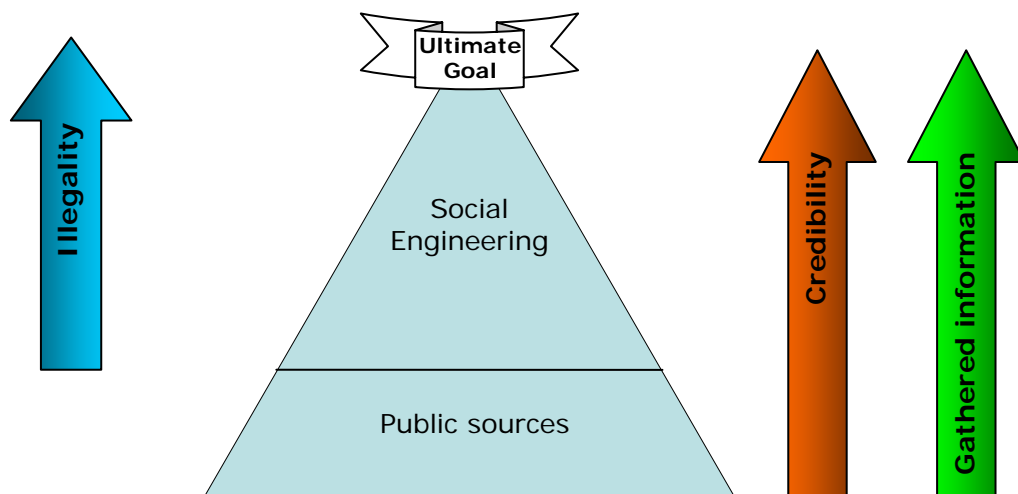 Ultimate
Goal
Illegality
Social
Engineering
Credibility
Gathered information
Public sources